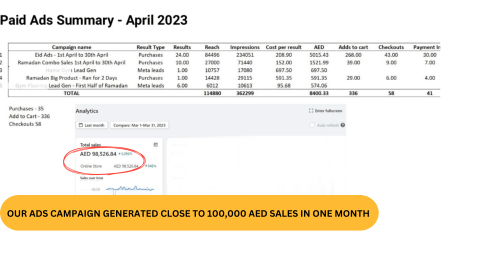 Paid Ads Summary - April 2023
Campaign name Result Type Results Reach Impressions Cost per result AED Adds to cart Checkouts Payment In
1 Eid Ads - 1st April to 30th April Purchases 24.00 84496 234051 208.90 5015.43 268.00 43.00 30.00
2 Ramadan Combo Sales 1st April to 30th April Purchases 10.00 27000 71440 152.00 1521.99 39.00 9.00 7.00
3 Lead Gen Meta leads 1.00 10757 17080 697.50 697.50
4 Ramadan Big Product - Ran for 2 Days Purchases 1.00 14428 29115 591.35 591.35 29.00 6.00 4.00
5 Lead Gen - First Half of Ramadan Meta leads 6.00 6012 10613 95.68 574.06
TOTAL 114880 362299 8400.33 336 58 41
Purchases - 35
Add to Cart - 336
Checkouts 58
Analytics
Enter fullscreen
Last month
Compare: Mar 1-Mar 31, 2023
Auto refresh
Total sales
AED 98,526.84
Online Store AED 98,526.84
Sales over time
OUR ADS CAMPAIGN GENERATED CLOSE TO 100,000 AED SALES IN ONE MONTH